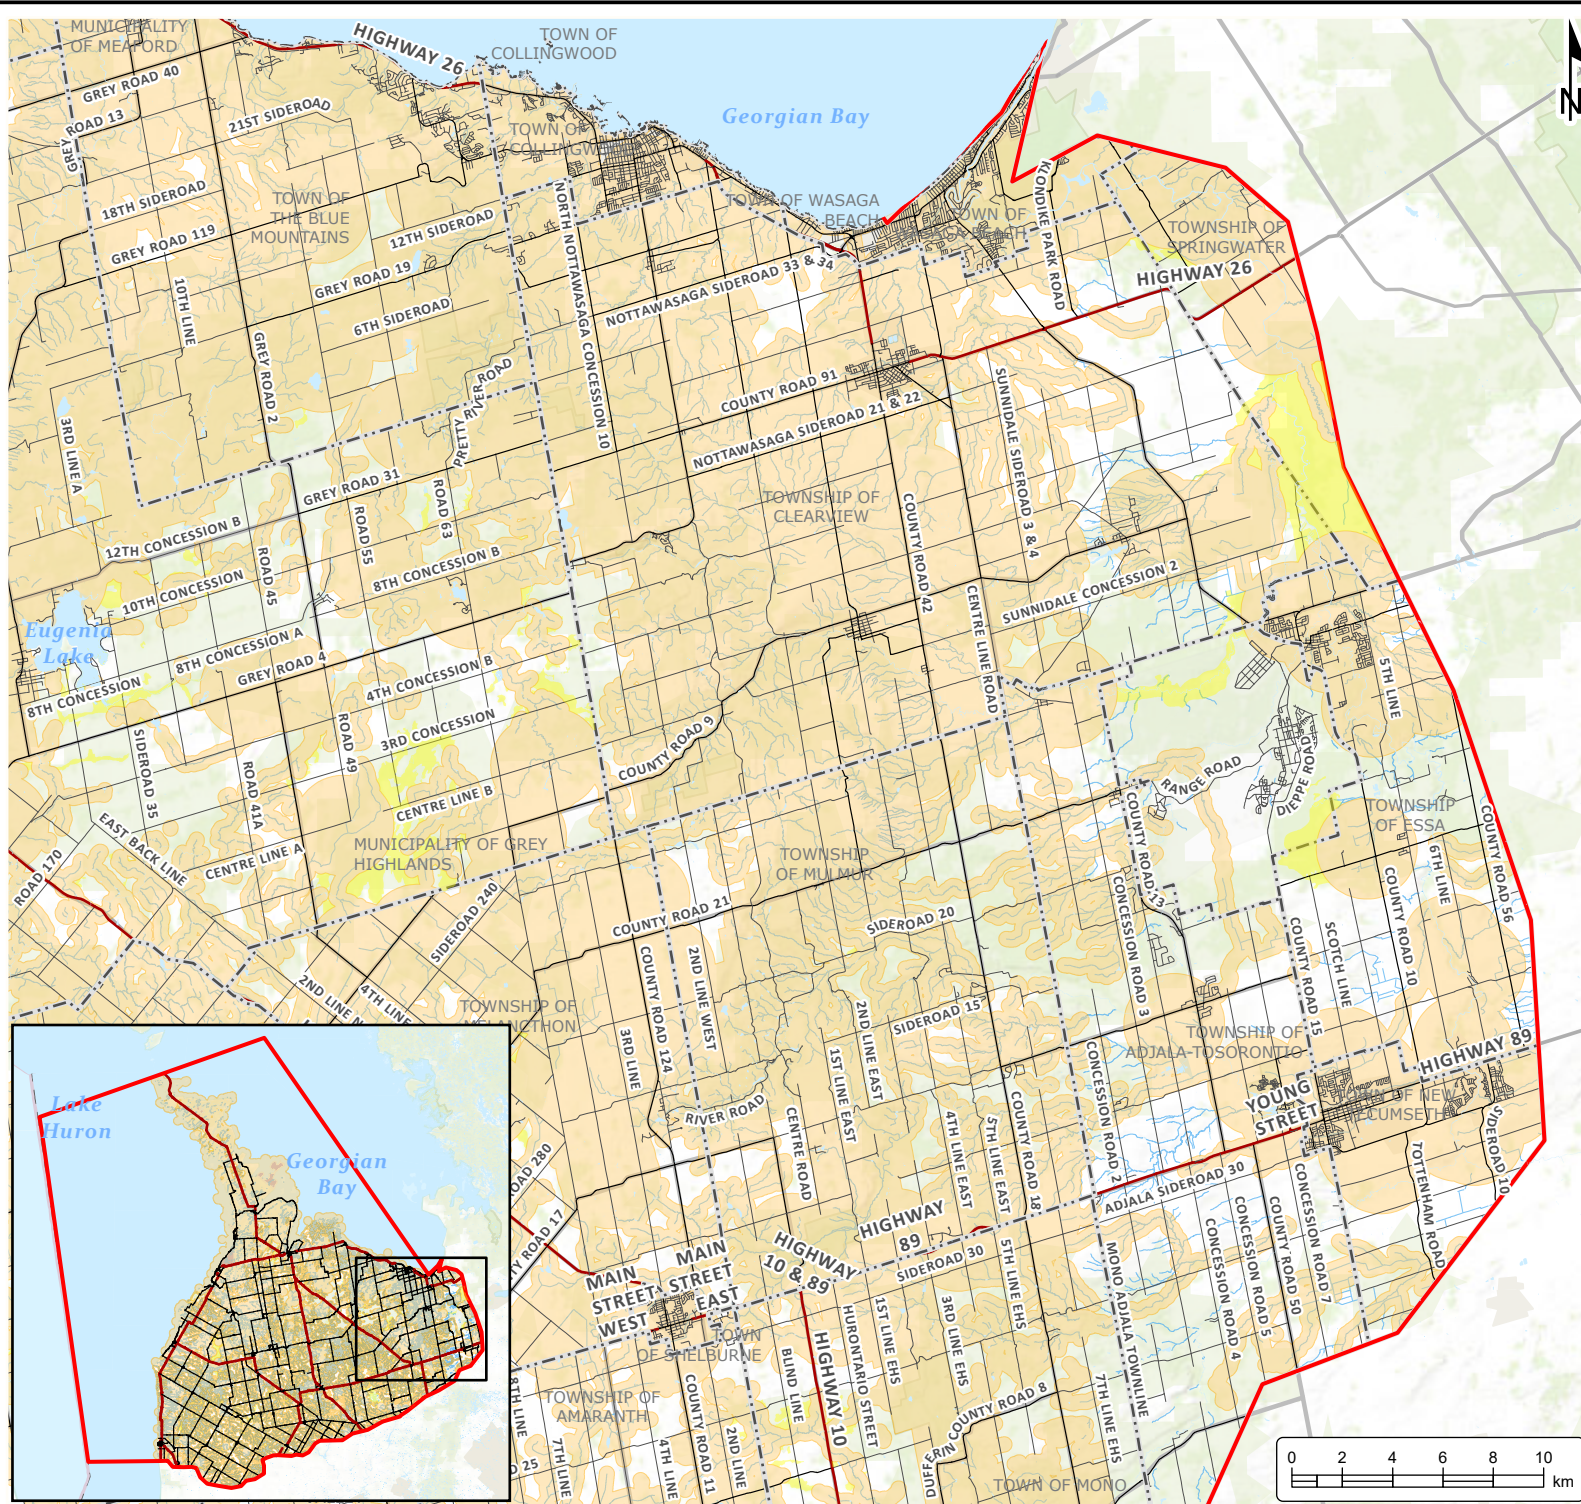 MUNICIPALITY
OF MEAFORD
HIGHWAY 26
TOWN OF
COLLINGWOOD
GREY ROAD 40
GREY ROAD 13
21ST SIDEROAD
TOWN OF
Georgian Bay
N
18TH SIDEROAD
TOWN OF
THE BLUE
MOUNTAINS
GREY ROAD 119
12TH SIDEROAD
GREY ROAD 19
10TH LINE
6TH SIDEROAD
NORTH NOTTAWASAGA CONCESSION 10
NOTTAWASAGA SIDEROAD 33 & 34
TOWN OF WASAGA
BEACH
TOWN OF
KLONDIKE PARK ROAD
TOWNSHIP OF
SPRINGWATER
HIGHWAY 26
GREY ROAD 2
PRETTY RIVER ROAD
COUNTY ROAD 91
NOTTAWASAGA SIDEROAD 21 & 22
SUNNIDALE SIDEROAD 3 & 4
3RD LINE A
GREY ROAD 31
ROAD 63
ROAD 55
TOWNSHIP OF
CLEARVIEW
COUNTY ROAD 42
12TH CONCESSION B
10TH CONCESSION
ROAD 45
8TH CONCESSION B
CENTRE LINE ROAD
SUNNIDALE CONCESSION 2
Eugenia
Lake
8TH CONCESSION A
GREY ROAD 4
8TH CONCESSION
4TH CONCESSION B
3RD CONCESSION
5TH LINE
SIDEROAD 35
ROAD 41A
ROAD 49
CENTRE LINE B
COUNTY ROAD 9
RANGE ROAD
DIEPPE ROAD
EAST BACK LINE
CENTRE LINE A
ROAD 170
MUNICIPALITY OF GREY
HIGHLANDS
TOWNSHIP
OF MULMUR
COUNTY ROAD 13
TOWNSHIP
OF ESSA
6TH LINE
COUNTY ROAD 56
COUNTY ROAD 10
SIDEROAD 240
COUNTY ROAD 21
SIDEROAD 20
CONCESSION ROAD 3
COUNTY ROAD 15
SCOTCH LINE
2ND LINE N
4TH LINE
TOWNSHIP OF
MELANCTHON
COUNTY ROAD 124
2ND LINE WEST
3RD LINE
2ND LINE EAST
SIDEROAD 15
1ST LINE EAST
TOWNSHIP OF
ADJALA-TOSORONTIO
HIGHWAY 89
YOUNG
STREET
TOWN OF NEW
RIVER ROAD
CENTRE ROAD
4TH LINE EAST
5TH LINE EAST
COUNTY ROAD 18
CONCESSION ROAD 2
ADJALA SIDEROAD 30
TOTTENHAM ROAD
SIDEROAD 10
ROAD 280
HIGHWAY
89
HIGHWAY
10 & 89
SIDEROAD 30
5TH LINE EHS
MONO ADJALA TOWNLINE
CONCESSION ROAD 4
CONCESSION ROAD 5
COUNTY ROAD 50
CONCESSION ROAD 7
MAIN
STREET
WEST
MAIN
STREET
EAST
TOWN
OF SHELBURNE
HIGHWAY 10
HURONTARIO STREET
1ST LINE EHS
3RD LINE EHS
DUFFERIN COUNTY ROAD 8
7TH LINE EHS
BLIND LINE
TOWNSHIP OF
AMARANTH
7TH LINE
4TH LINE
COUNTY ROAD 11
2ND LINE
TOWN OF MONO
Lake
Huron
Georgian
Bay
0 2 4 6 8 10
km